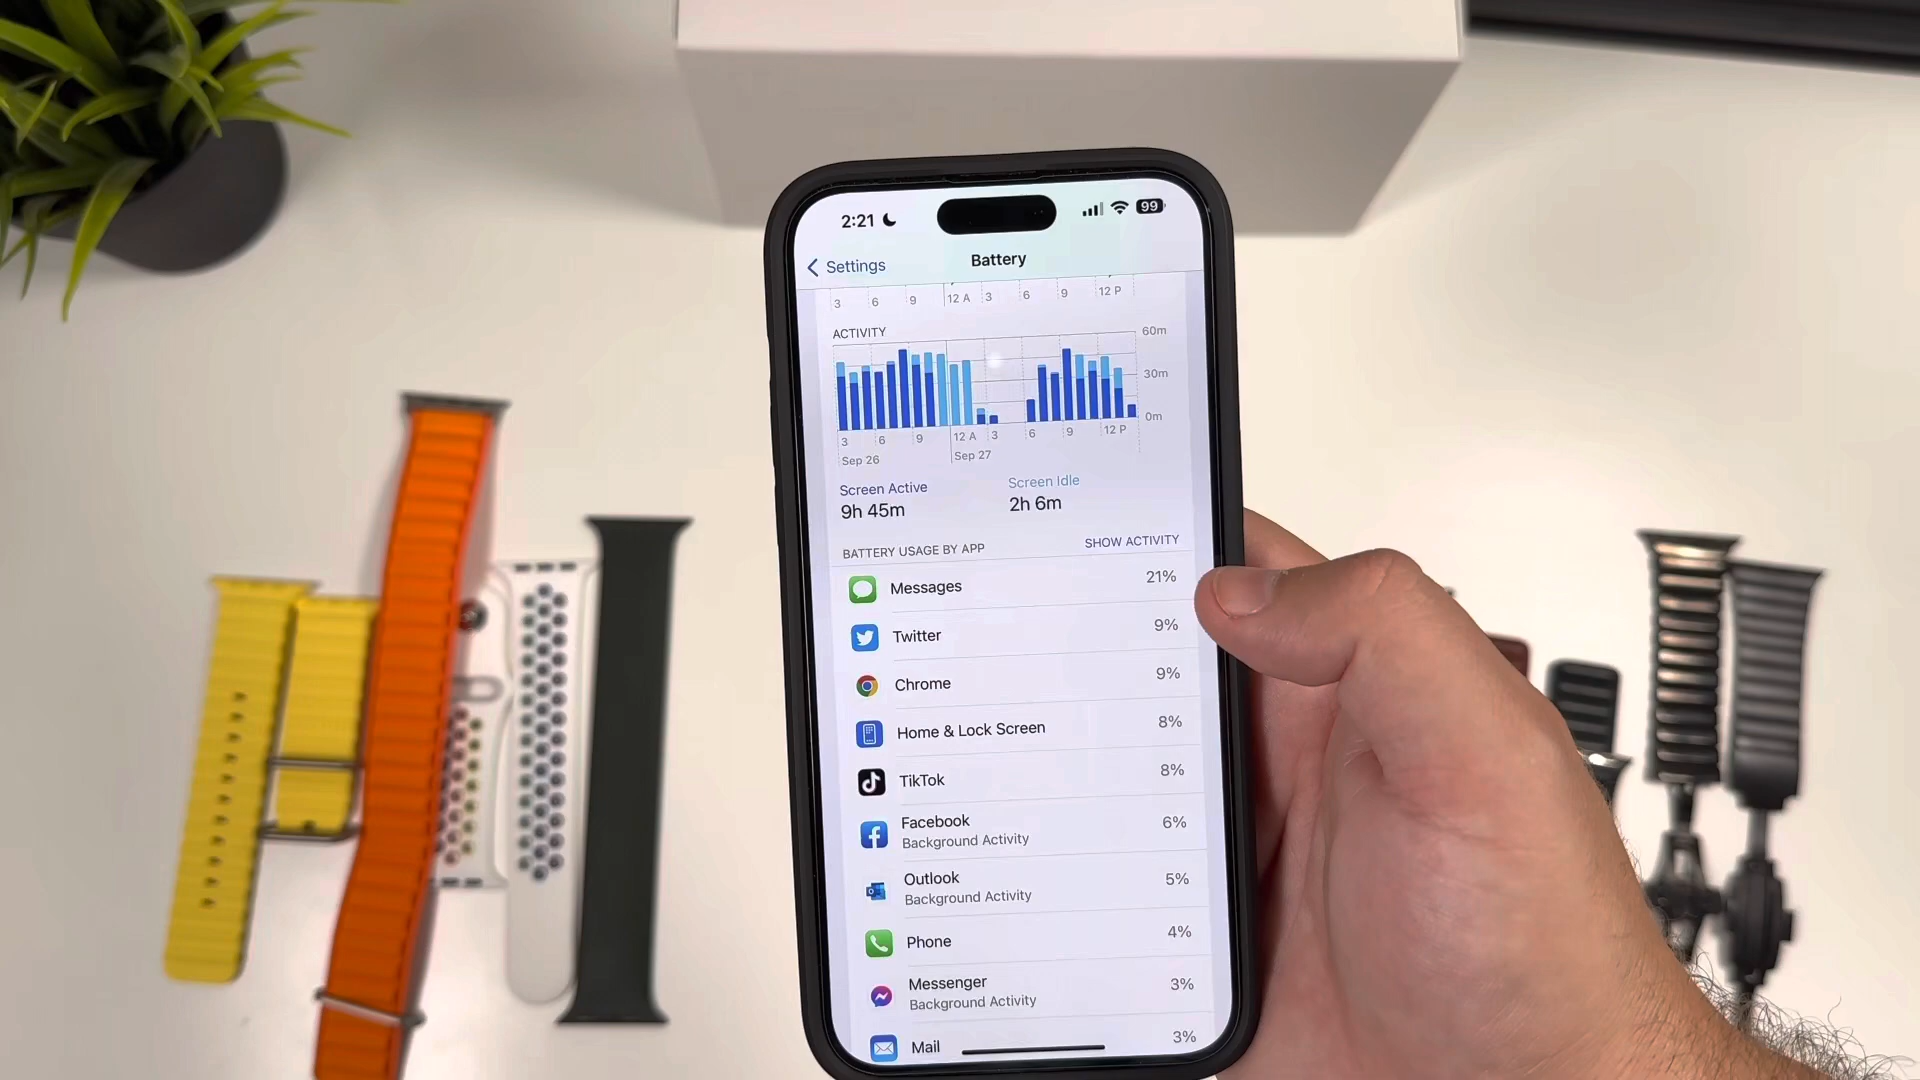 2:21
99
Settings
Battery
3 6 9 12 A 3 6 9 12 P
ACTIVITY
60m
30m
0m
3 6 9 12 A 3 6 9 12 P
Sep 26 Sep 27
Screen Active Screen Idle
9h 45m 2h 6m
BATTERY USAGE BY APP SHOW ACTIVITY
Messages 21%
Twitter 9%
Chrome 9%
Home & Lock Screen 8%
TikTok 8%
Facebook 6%
Background Activity
Outlook 5%
Background Activity
Phone 4%
Messenger 3%
Background Activity
Mail 3%